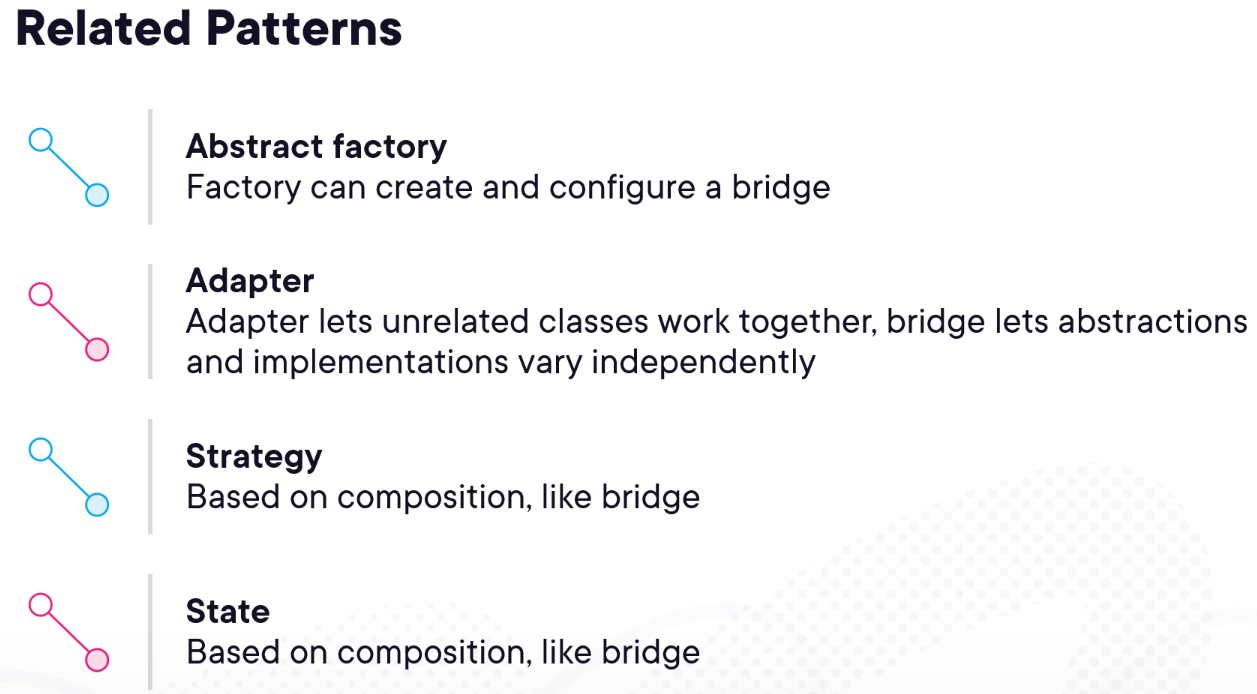 Related Patterns
Abstract factory
Factory can create and configure a bridge
Adapter
Adapter lets unrelated classes work together, bridge lets abstractions
and implementations vary independently
Strategy
Based on composition, like bridge
State
Based on composition, like bridge